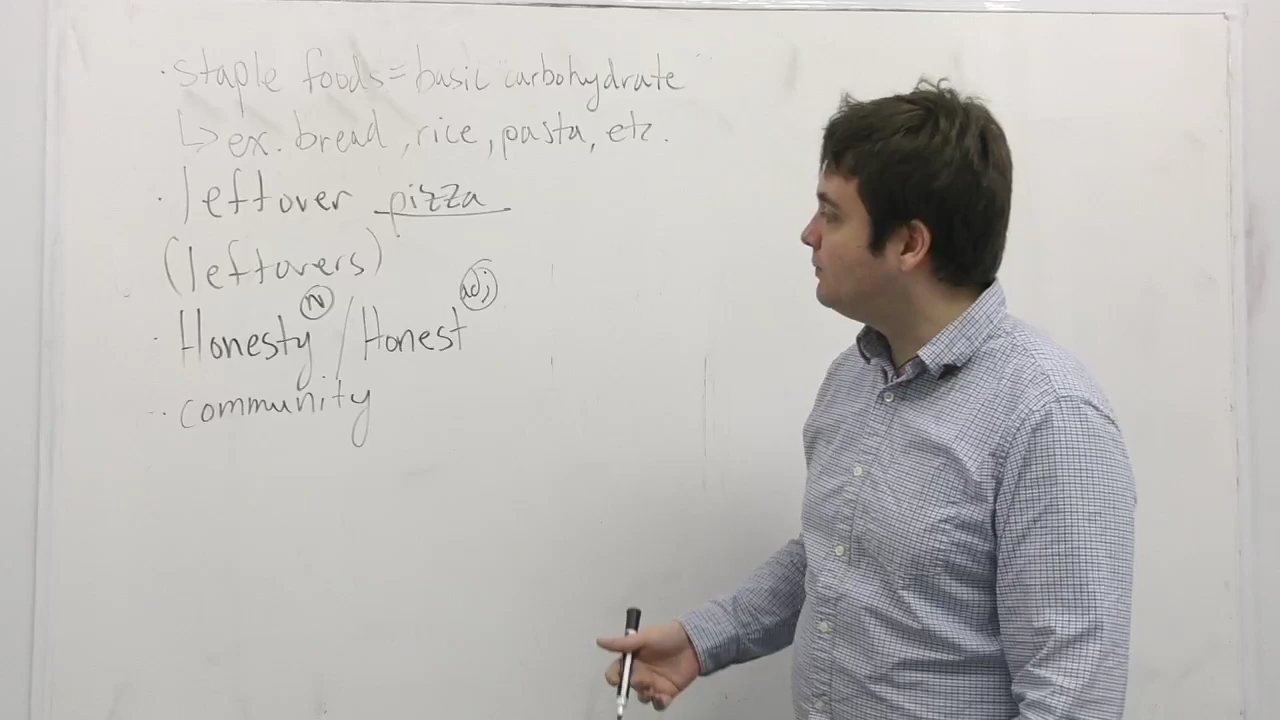 · staple foods = basic carbohydrate
↳ ex. bread, rice, pasta, etc.
· leftover pizza
(leftovers)
· Honesty (N) / Honest (adj)
· community